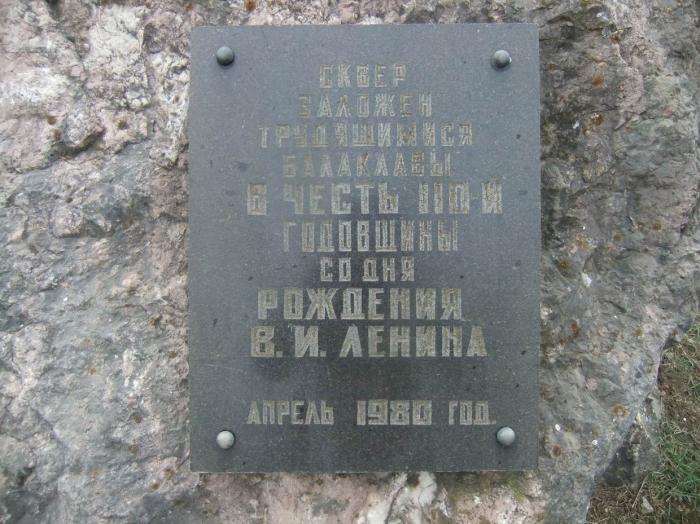 СКВЕР
ЗАЛОЖЕН
ТРУДЯЩИМИСЯ
БАЛАКЛАВЫ
В ЧЕСТЬ 110-Й
ГОДОВЩИНЫ
СО ДНЯ
РОЖДЕНИЯ
В. И. ЛЕНИНА
АПРЕЛЬ 1980 ГОД.